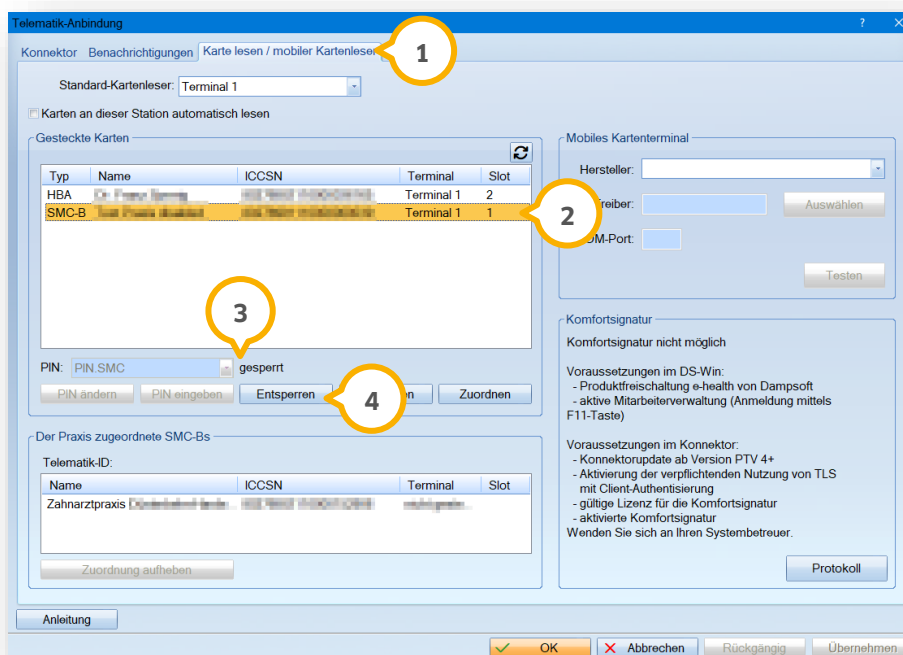 Telematik-Anbindung
? X
Konnektor Benachrichtigungen Karte lesen / mobiler Kartenleser
1
Standard-Kartenleser: Terminal 1
Karten an dieser Station automatisch lesen
Gesteckte Karten
Typ Name ICCSN Terminal Slot
HBA Terminal 1 2
SMC-B Terminal 1 1
2
3
PIN: PIN.SMC gesperrt
PIN ändern PIN eingeben Entsperren Zuordnen
4
Der Praxis zugeordnete SMC-Bs
Telematik-ID:
Name ICCSN Terminal Slot
Zahnarztpraxis
Zuordnung aufheben
Mobiles Kartenterminal
Hersteller:
Treiber: Auswählen
COM-Port:
Testen
Komfortsignatur
Komfortsignatur nicht möglich
Voraussetzungen im DS-Win:
- Produktfreischaltung e-health von Dampsoft
- aktive Mitarbeiterverwaltung (Anmeldung mittels
F11-Taste)
Voraussetzungen im Konnektor:
- Konnektorupdate ab Version PTV 4+
- Aktivierung der verpflichtenden Nutzung von TLS
mit Client-Authentisierung
- gültige Lizenz für die Komfortsignatur
- aktivierte Komfortsignatur
Wenden Sie sich an Ihren Systembetreuer.
Protokoll
Anleitung
OK Abbrechen Rückgängig Übernehmen